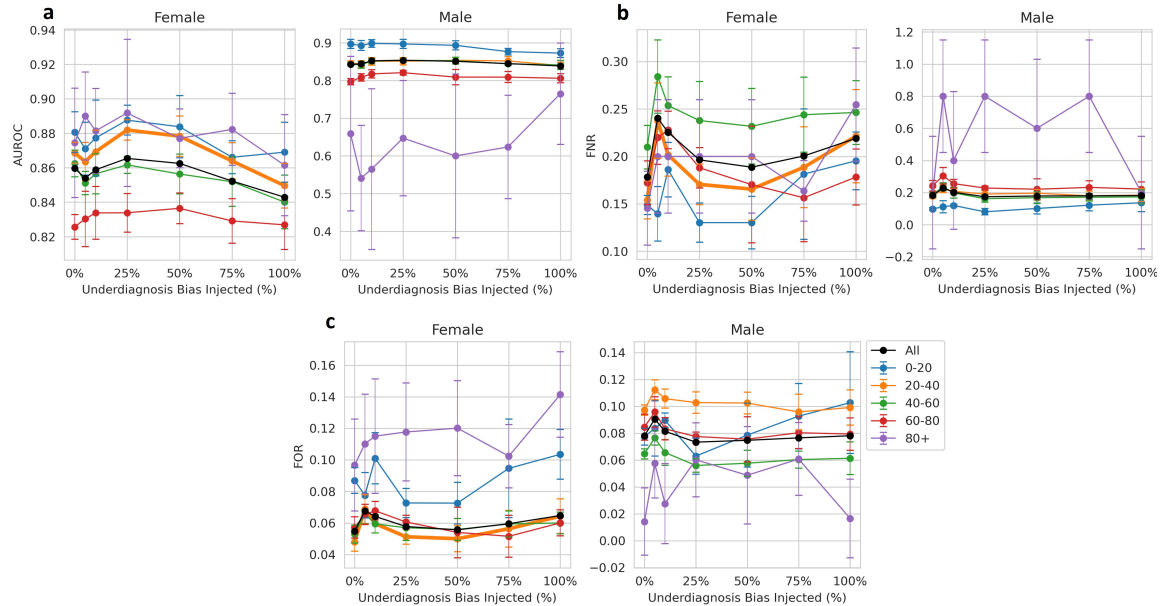 a
Female
Male
AUROC
0.94
0.92
0.90
0.88
0.86
0.84
0.82
0% 25% 50% 75% 100%
Underdiagnosis Bias Injected (%)
0.9
0.8
0.7
0.6
0.5
0.4
0% 25% 50% 75% 100%
Underdiagnosis Bias Injected (%)
b
Female
Male
FNR
0.30
0.25
0.20
0.15
0.10
0% 25% 50% 75% 100%
Underdiagnosis Bias Injected (%)
1.2
1.0
0.8
0.6
0.4
0.2
0.0
−0.2
0% 25% 50% 75% 100%
Underdiagnosis Bias Injected (%)
c
Female
Male
FOR
0.16
0.14
0.12
0.10
0.08
0.06
0.04
0% 25% 50% 75% 100%
Underdiagnosis Bias Injected (%)
0.14
0.12
0.10
0.08
0.06
0.04
0.02
0.00
−0.02
0% 25% 50% 75% 100%
Underdiagnosis Bias Injected (%)
All
0-20
20-40
40-60
60-80
80+